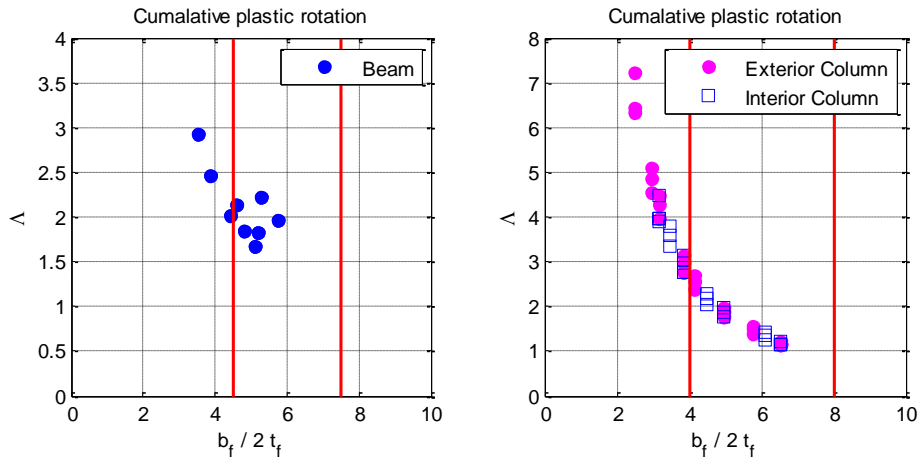 Cumalative plastic rotation
4
3.5
3
2.5
2
1.5
1
0.5
0
Λ
Beam
0 2 4 6 8 10
b_f / 2 t_f
Cumalative plastic rotation
8
7
6
5
4
3
2
1
0
Λ
Exterior Column
Interior Column
0 2 4 6 8 10
b_f / 2 t_f